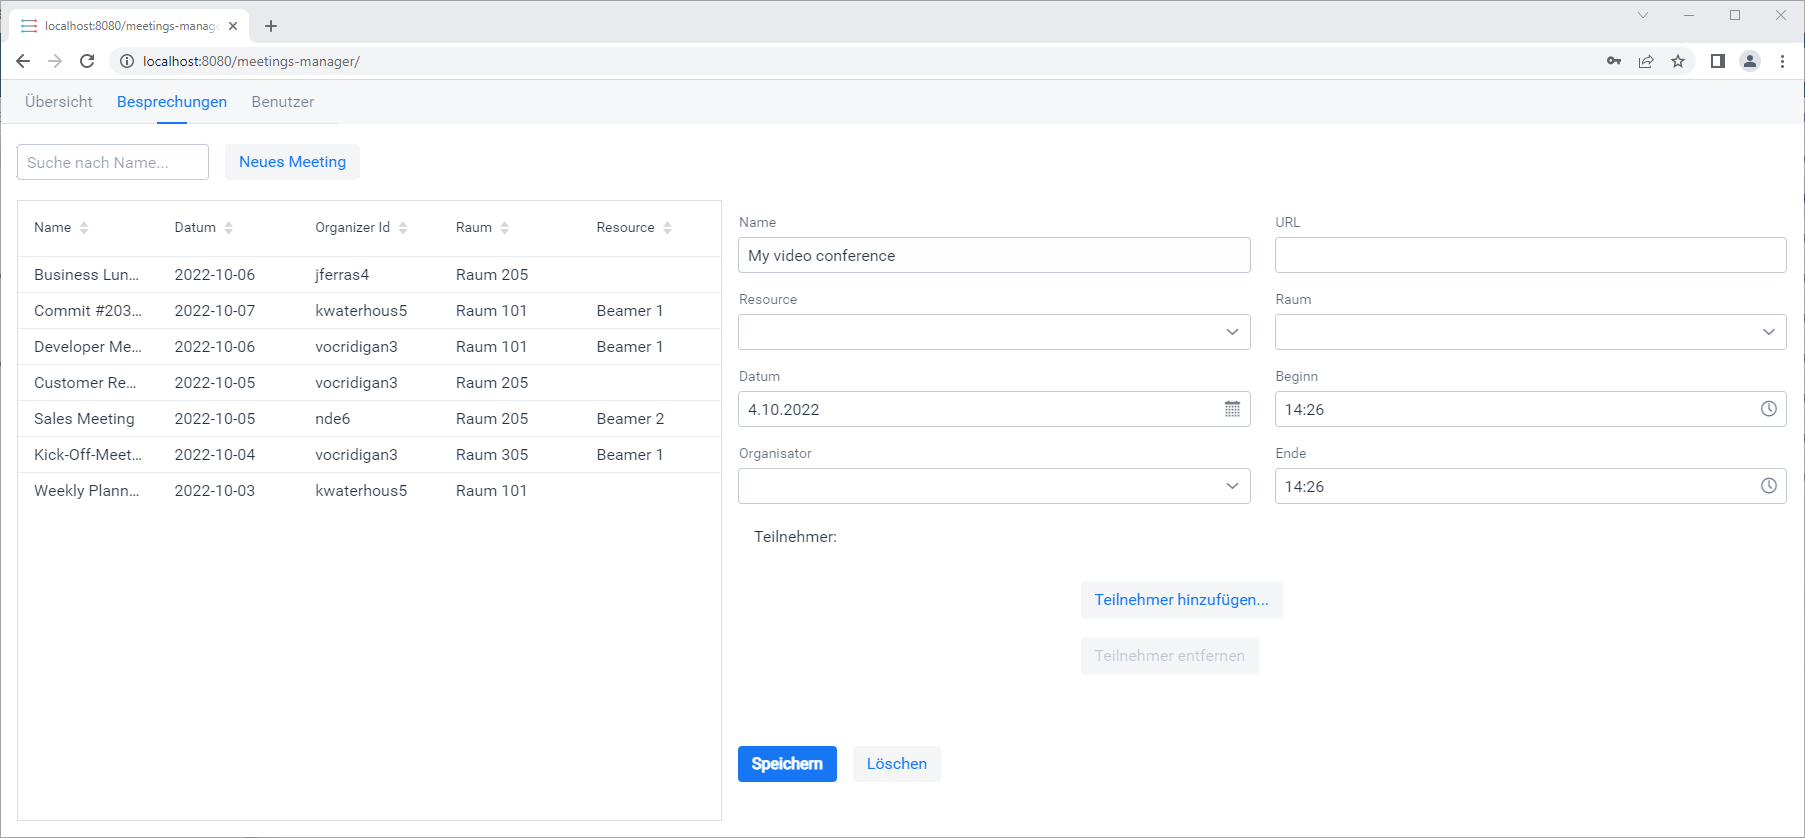 localhost:8080/meetings-manage
localhost:8080/meetings-manager/
Übersicht Besprechungen Benutzer
Suche nach Name... Neues Meeting
Name Datum Organizer Id Raum Resource
Business Lun... 2022-10-06 jferras4 Raum 205
Commit #203... 2022-10-07 kwaterhous5 Raum 101 Beamer 1
Developer Me... 2022-10-06 vocridigan3 Raum 101 Beamer 1
Customer Re... 2022-10-05 vocridigan3 Raum 205
Sales Meeting 2022-10-05 nde6 Raum 205 Beamer 2
Kick-Off-Meet... 2022-10-04 vocridigan3 Raum 305 Beamer 1
Weekly Plann... 2022-10-03 kwaterhous5 Raum 101
Name URL
My video conference
Resource Raum
Datum Beginn
4.10.2022 14:26
Organisator Ende
14:26
Teilnehmer:
Teilnehmer hinzufügen...
Teilnehmer entfernen
Speichern Löschen